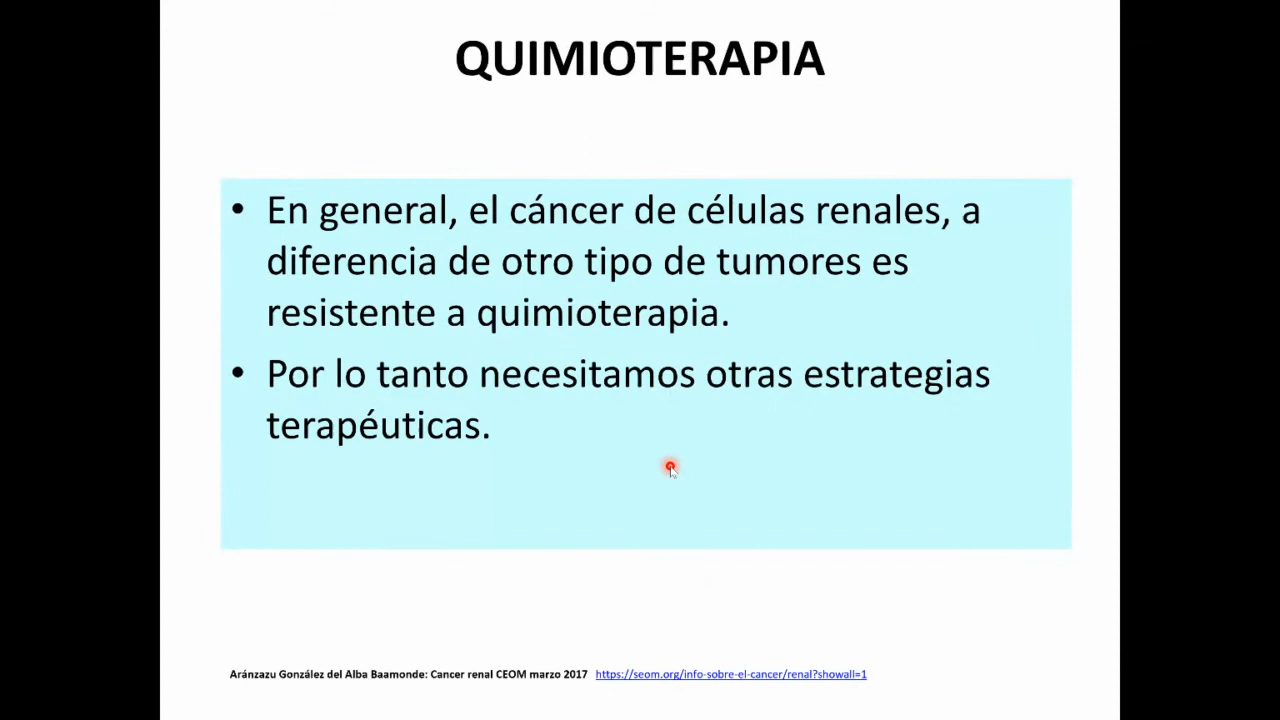 QUIMIOTERAPIA
• En general, el cáncer de células renales, a
diferencia de otro tipo de tumores es
resistente a quimioterapia.
• Por lo tanto necesitamos otras estrategias
terapéuticas.
Aránzazu González del Alba Baamonde: Cancer renal CEOM marzo 2017 https://seom.org/info-sobre-el-cancer/renal?showall=1